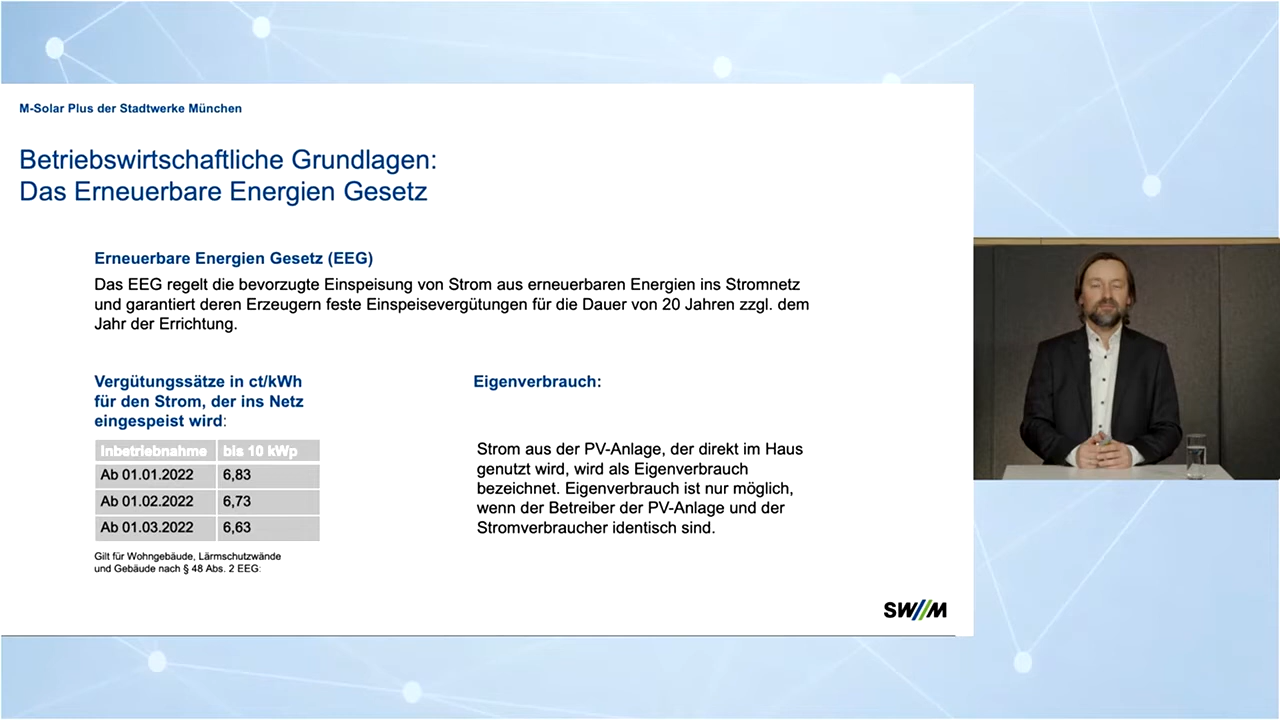 M-Solar Plus der Stadtwerke München
Betriebswirtschaftliche Grundlagen:
Das Erneuerbare Energien Gesetz
Erneuerbare Energien Gesetz (EEG)
Das EEG regelt die bevorzugte Einspeisung von Strom aus erneuerbaren Energien ins Stromnetz
und garantiert deren Erzeugern feste Einspeisevergütungen für die Dauer von 20 Jahren zzgl. dem
Jahr der Errichtung.
Vergütungssätze in ct/kWh
für den Strom, der ins Netz
eingespeist wird:
Inbetriebnahme bis 10 kWp
Ab 01.01.2022 6,83
Ab 01.02.2022 6,73
Ab 01.03.2022 6,63
Gilt für Wohngebäude, Lärmschutzwände
und Gebäude nach § 48 Abs. 2 EEG:
Eigenverbrauch:
Strom aus der PV-Anlage, der direkt im Haus
genutzt wird, wird als Eigenverbrauch
bezeichnet. Eigenverbrauch ist nur möglich,
wenn der Betreiber der PV-Anlage und der
Stromverbraucher identisch sind.
SW//M